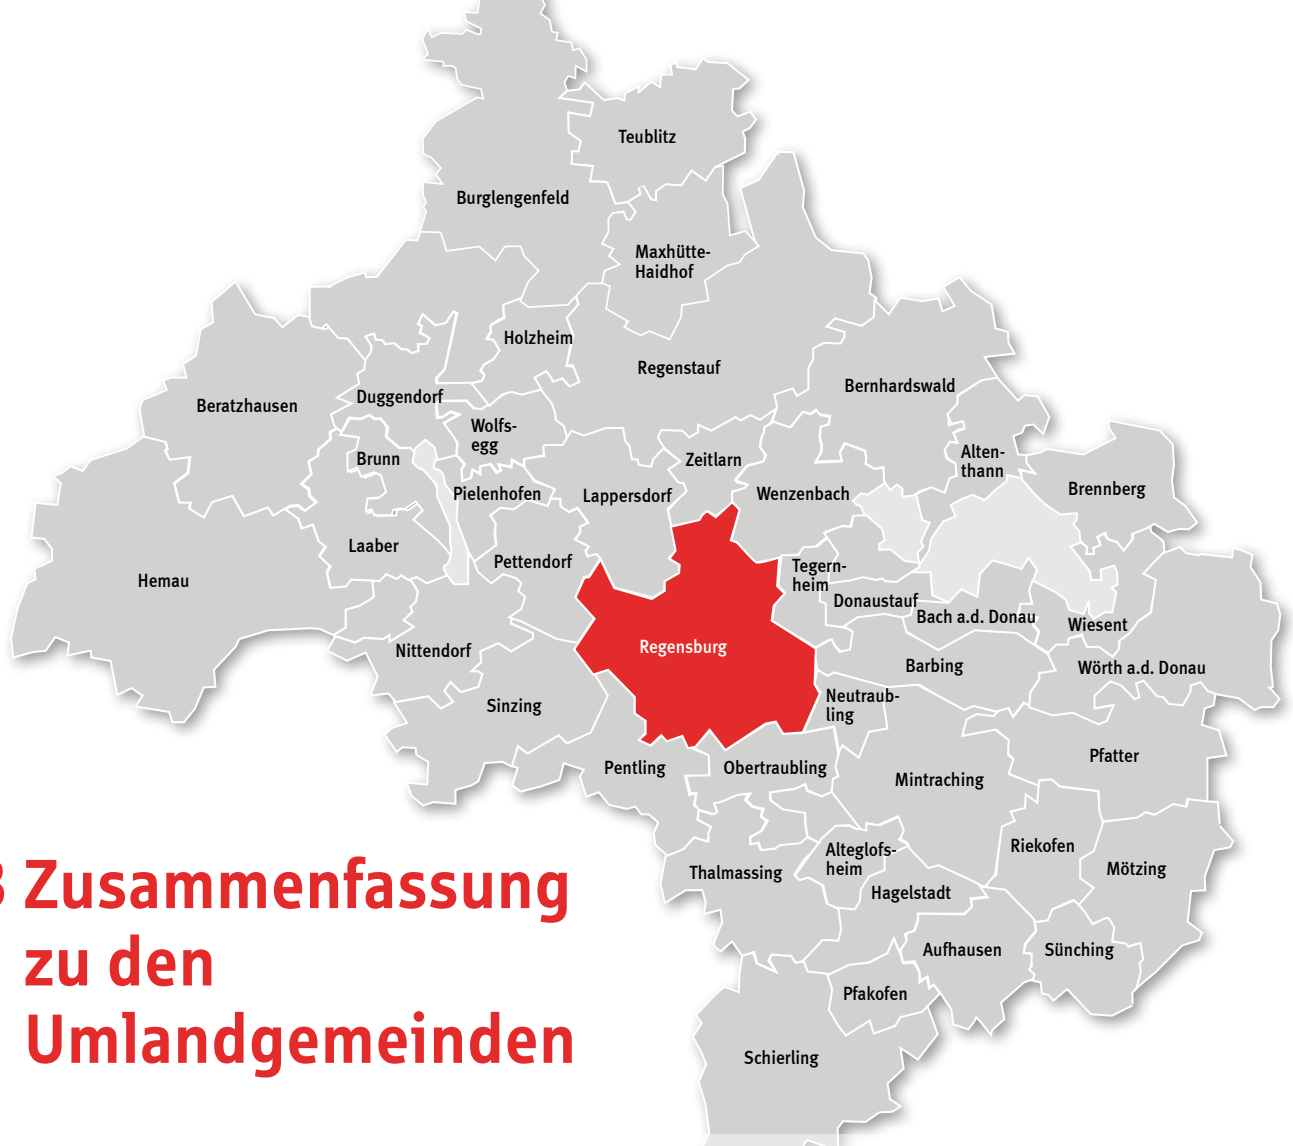 Teublitz
Burglengenfeld
Maxhütte-
Haidhof
Holzheim
Regenstauf
Bernhardswald
Beratzhausen
Duggendorf
Wolfs-
egg
Brunn
Zeitlarn
Alten-
thann
Pielenhofen
Lappersdorf
Wenzenbach
Brennberg
Laaber
Pettendorf
Tegern-
heim
Hemau
Donaustauf
Bach a.d. Donau
Wiesent
Nittendorf
Regensburg
Barbing
Wörth a.d. Donau
Sinzing
Neutraub-
ling
Pentling
Obertraubling
Mintraching
Pfatter
Riekofen
Thalmassing
Alteglofs-
heim
Mötzing
Hagelstadt
Aufhausen
Sünching
Pfakofen
Schierling
3 Zusammenfassung
zu den
Umlandgemeinden